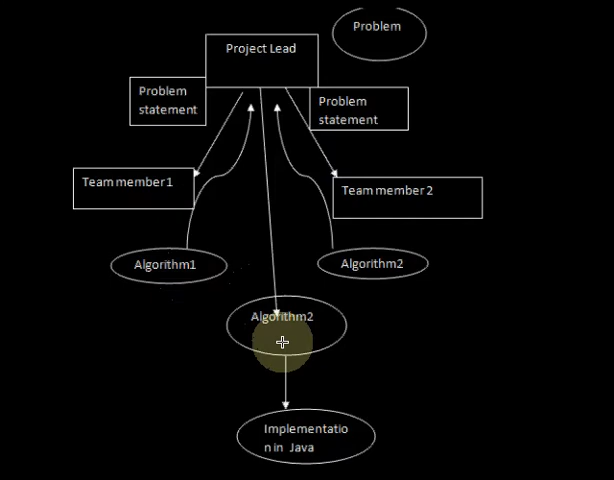 Problem
Project Lead
Problem
statement
Problem
statement
Team member 1
Team member 2
Algorithm1
Algorithm2
Algorithm2
Implementatio
n in Java